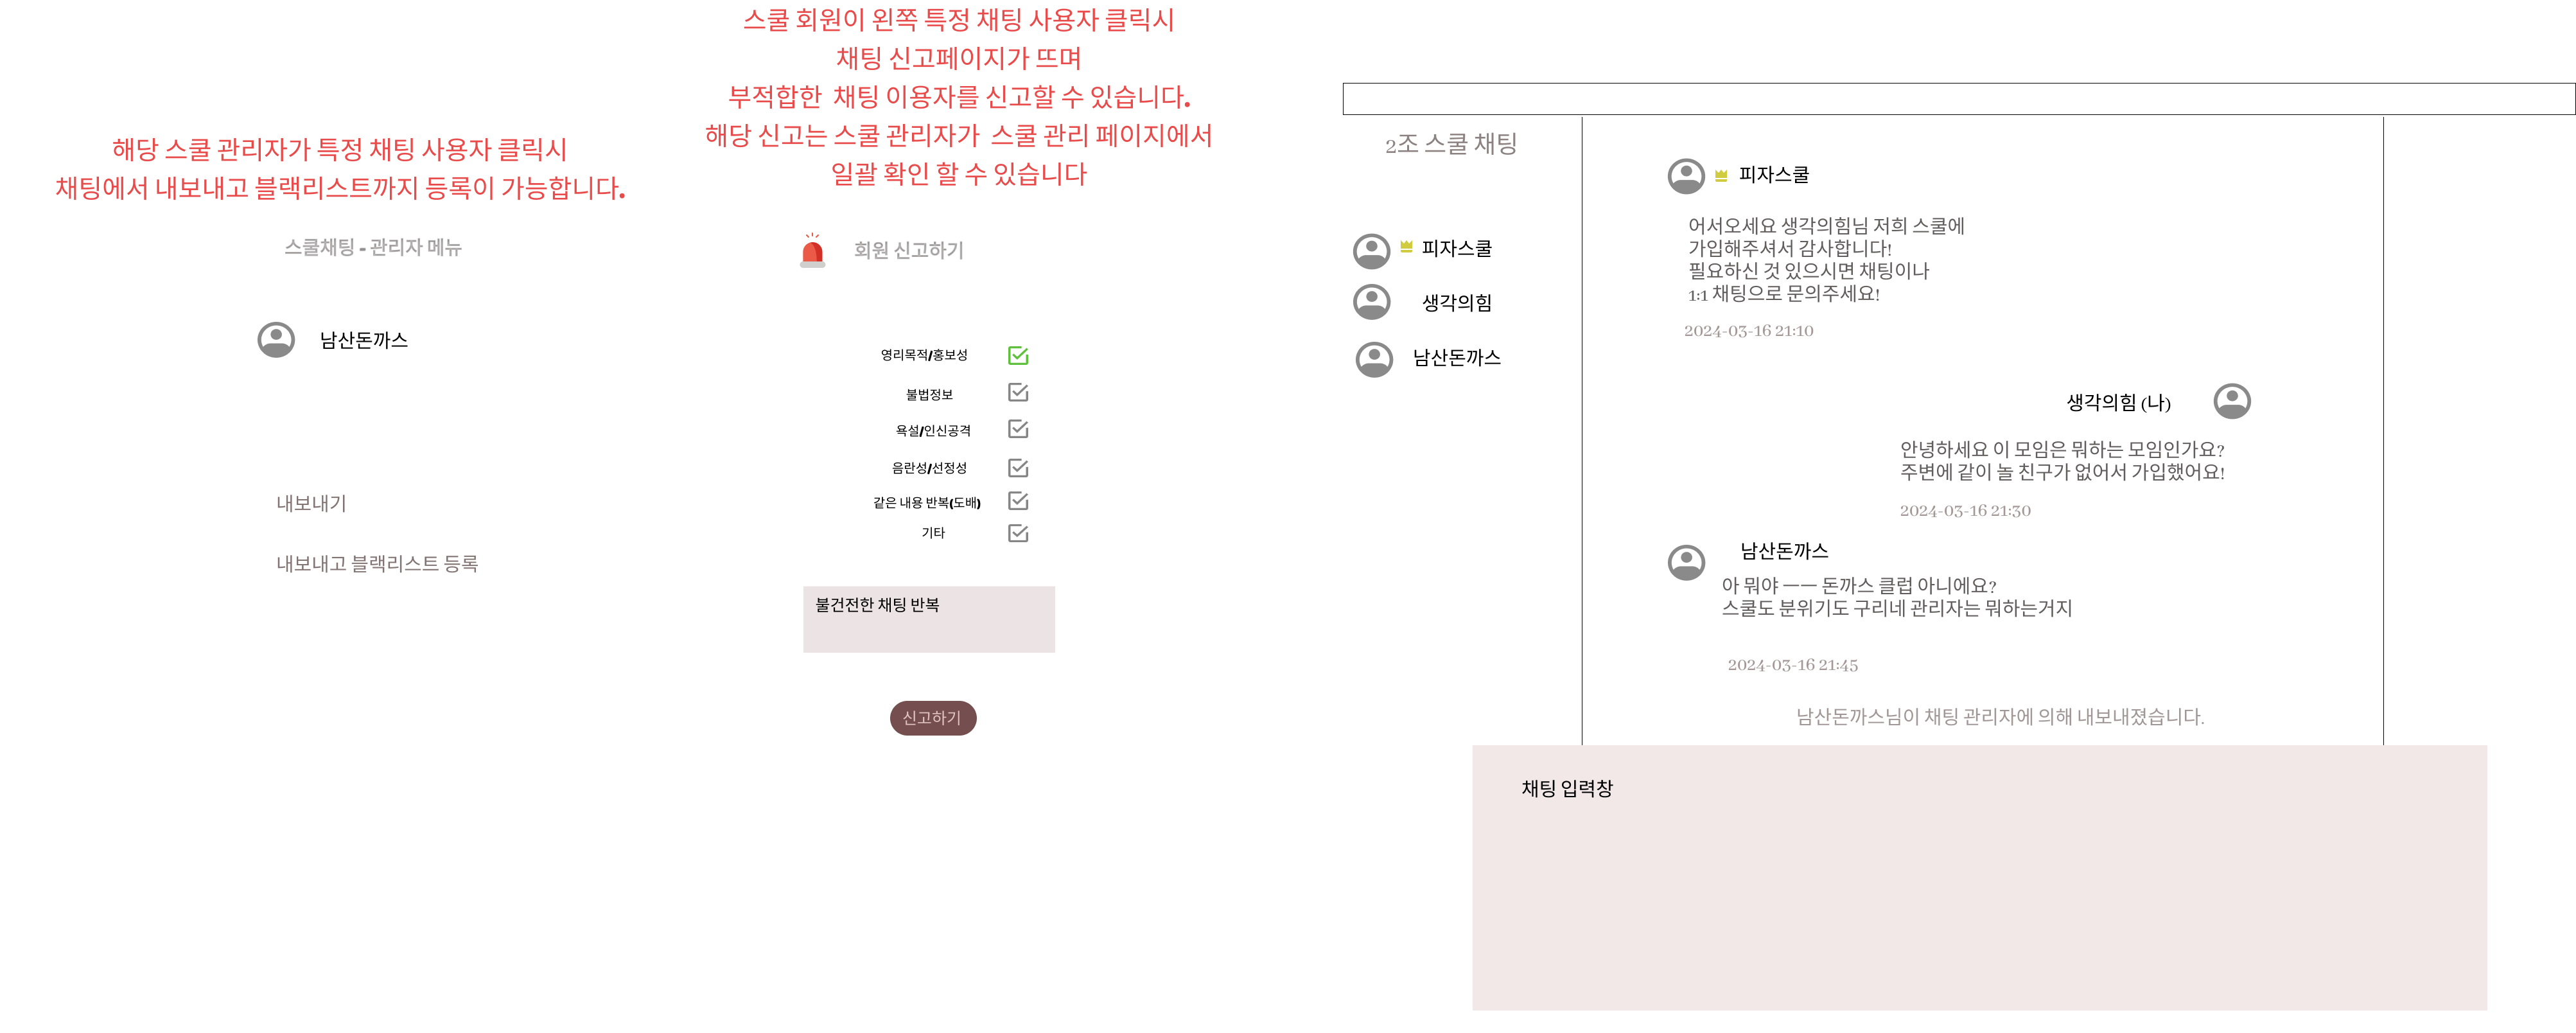 해당 스쿨 관리자가 특정 채팅 사용자 클릭시
채팅에서 내보내고 블랙리스트까지 등록이 가능합니다.
스쿨채팅 - 관리자 메뉴
남산돈까스
내보내기
내보내고 블랙리스트 등록
스쿨 회원이 왼쪽 특정 채팅 사용자 클릭시
채팅 신고페이지가 뜨며
부적합한 채팅 이용자를 신고할 수 있습니다.
해당 신고는 스쿨 관리자가 스쿨 관리 페이지에서
일괄 확인 할 수 있습니다
회원 신고하기
영리목적/홍보성
불법정보
욕설/인신공격
음란성/선정성
같은 내용 반복(도배)
기타
불건전한 채팅 반복
신고하기
2조 스쿨 채팅
피자스쿨
생각의힘
남산돈까스
피자스쿨
어서오세요 생각의힘님 저희 스쿨에
가입해주셔서 감사합니다!
필요하신 것 있으시면 채팅이나
1:1 채팅으로 문의주세요!
2024-03-16 21:10
생각의힘 (나)
안녕하세요 이 모임은 뭐하는 모임인가요?
주변에 같이 놀 친구가 없어서 가입했어요!
2024-03-16 21:30
남산돈까스
아 뭐야 ㅡㅡ 돈까스 클럽 아니에요?
스쿨도 분위기도 구리네 관리자는 뭐하는거지
2024-03-16 21:45
남산돈까스님이 채팅 관리자에 의해 내보내졌습니다.
채팅 입력창